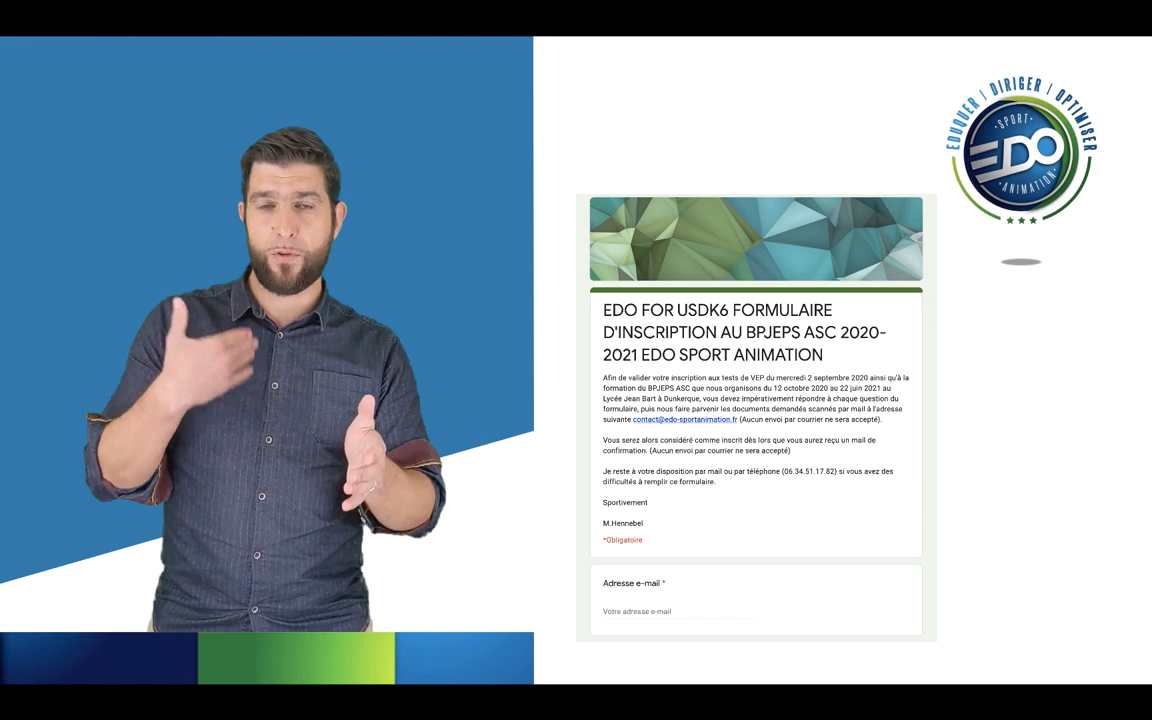 EDUQUER | DIRIGER | OPTIMISER
·SPORT·
EDO
·ANIMATION·
EDO FOR USDK6 FORMULAIRE
D'INSCRIPTION AU BPJEPS ASC 2020-
2021 EDO SPORT ANIMATION
Afin de valider votre inscription aux tests de VEP du mercredi 2 septembre 2020 ainsi qu'à la
formation du BPJEPS ASC que nous organisons du 12 octobre 2020 au 22 juin 2021 au
Lycée Jean Bart à Dunkerque, vous devez impérativement répondre à chaque question du
formulaire, puis nous faire parvenir les documents demandés scannés par mail à l'adresse
suivante contact@edo-sportanimation.fr (Aucun envoi par courrier ne sera accepté).
Vous serez alors considéré comme inscrit dès lors que vous aurez reçu un mail de
confirmation. (Aucun envoi par courrier ne sera accepté)
Je reste à votre disposition par mail ou par téléphone (06.34.51.17.82) si vous avez des
difficultés à remplir ce formulaire.
Sportivement
M.Hennebel
*Obligatoire
Adresse e-mail *
Votre adresse e-mail